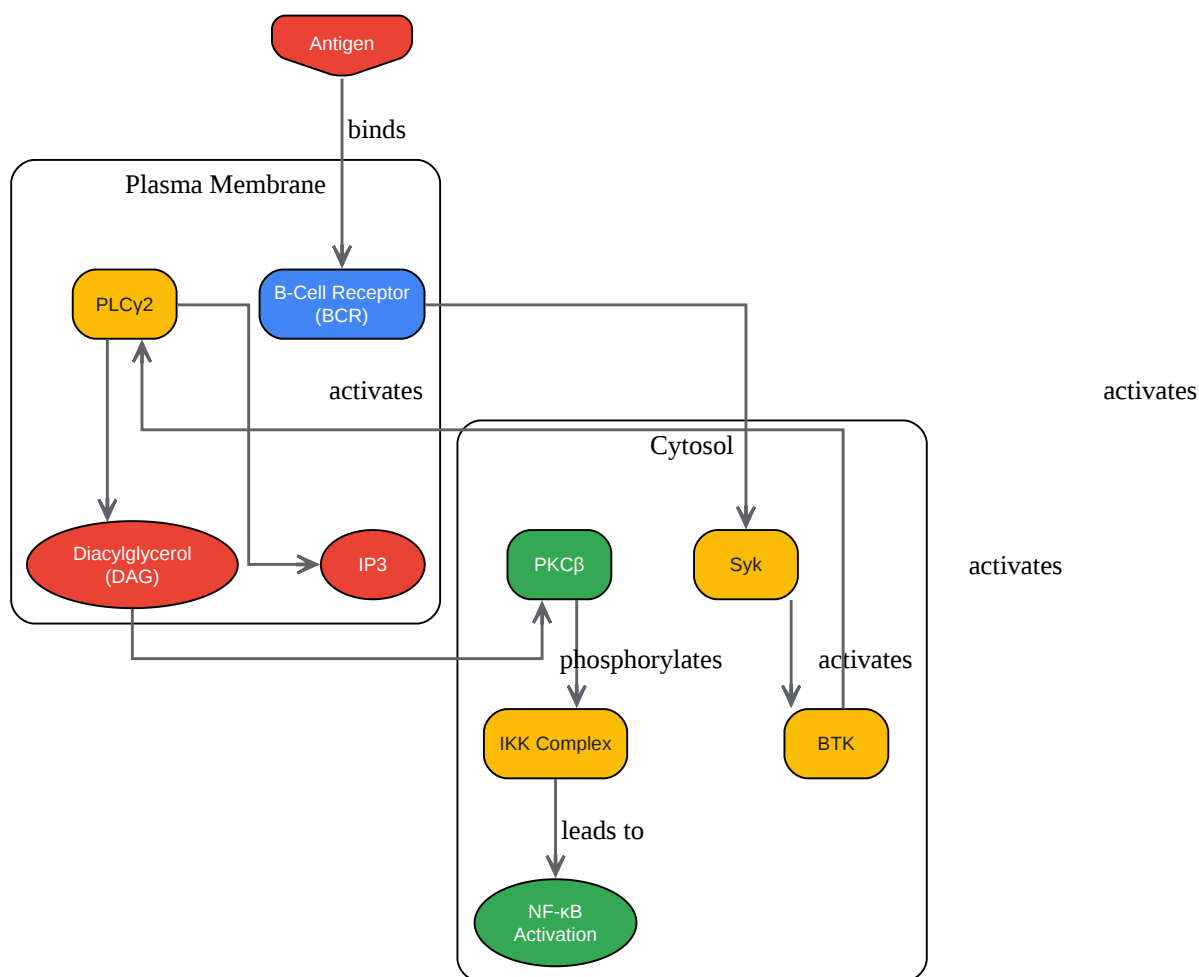 Antigen
binds
Plasma Membrane
PLCγ2
B-Cell Receptor
(BCR)
activates
activates
Cytosol
Diacylglycerol
(DAG)
IP3
PKCβ
Syk
activates
phosphorylates
activates
IKK Complex
BTK
leads to
NF-κB
Activation